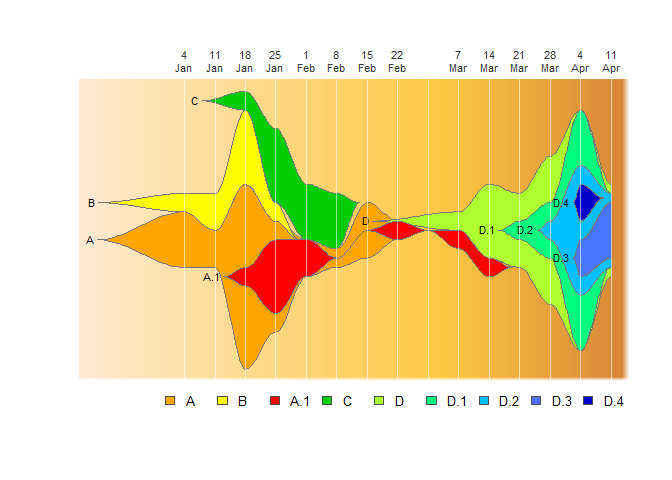 4 11 18 25 1 8 15 22 7 14 21 28 4 11
Jan Jan Jan Jan Feb Feb Feb Feb Mar Mar Mar Mar Apr Apr
C
B
D.4
D
D.1
D.2
A
D.3
A.1
A B A.1 C D D.1 D.2 D.3 D.4